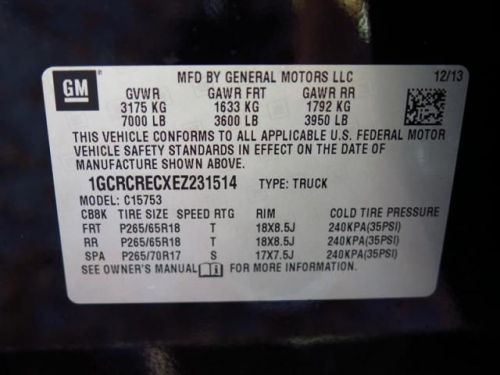 GM MFD BY GENERAL MOTORS LLC 12/13
GVWR GAWR FRT GAWR RR
3175 KG 1633 KG 1792 KG
7000 LB 3600 LB 3950 LB
THIS VEHICLE CONFORMS TO ALL APPLICABLE U.S. FEDERAL MOTOR
VEHICLE SAFETY STANDARDS IN EFFECT ON THE DATE OF
MANUFACTURE SHOWN ABOVE.
1GCRCRECXEZ231514 TYPE: TRUCK
MODEL: C15753
CB8K TIRE SIZE SPEED RTG RIM COLD TIRE PRESSURE
FRT P265/65R18 T 18X8.5J 240KPA(35PSI)
RR P265/65R18 T 18X8.5J 240KPA(35PSI)
SPA P265/70R17 S 17X7.5J 240KPA(35PSI)
SEE OWNER'S MANUAL FOR MORE INFORMATION.